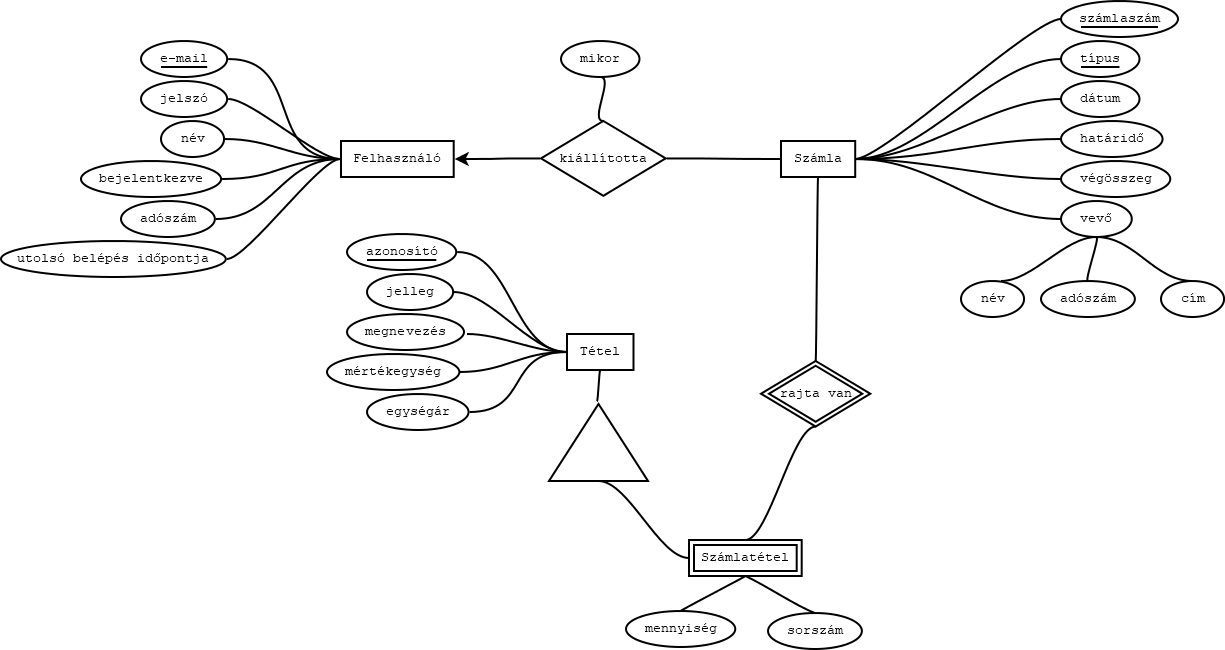 e-mail
jelszó
név
bejelentkezve
adószám
utolsó belépés időpontja
Felhasználó
mikor
kiállította
Számla
számlaszám
típus
dátum
határidő
végösszeg
vevő
név
adószám
cím
azonosító
jelleg
megnevezés
mértékegység
egységár
Tétel
rajta van
Számlatétel
mennyiség
sorszám